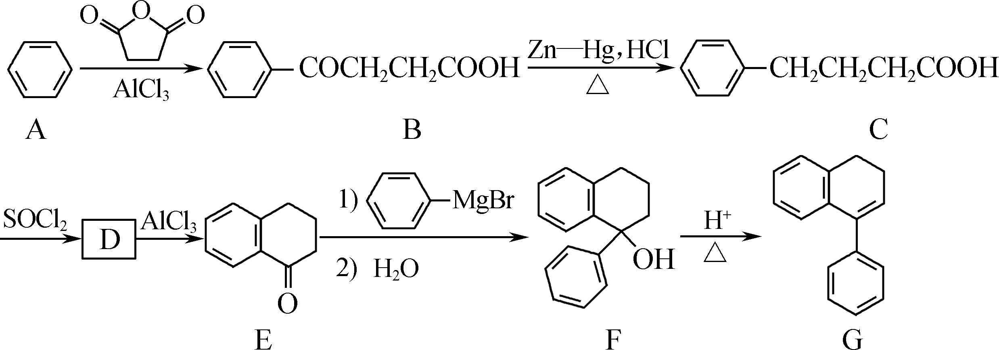 O O O
AlCl₃
COCH₂CH₂COOH
Zn—Hg,HCl
△
CH₂CH₂CH₂COOH
A B C
SOCl₂
D
AlCl₃
O
E
1) MgBr
2) H₂O
OH
F
H⁺
△
G